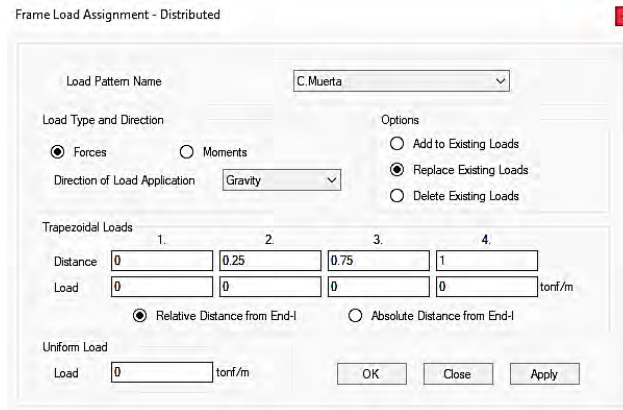 Frame Load Assignment - Distributed
Load Pattern Name C.Muerta
Load Type and Direction
Forces Moments
Direction of Load Application Gravity
Options
Add to Existing Loads
Replace Existing Loads
Delete Existing Loads
Trapezoidal Loads
1. 2. 3. 4.
Distance 0 0.25 0.75 1
Load 0 0 0 0 tonf/m
Relative Distance from End-I Absolute Distance from End-I
Uniform Load
Load 0 tonf/m
OK Close Apply